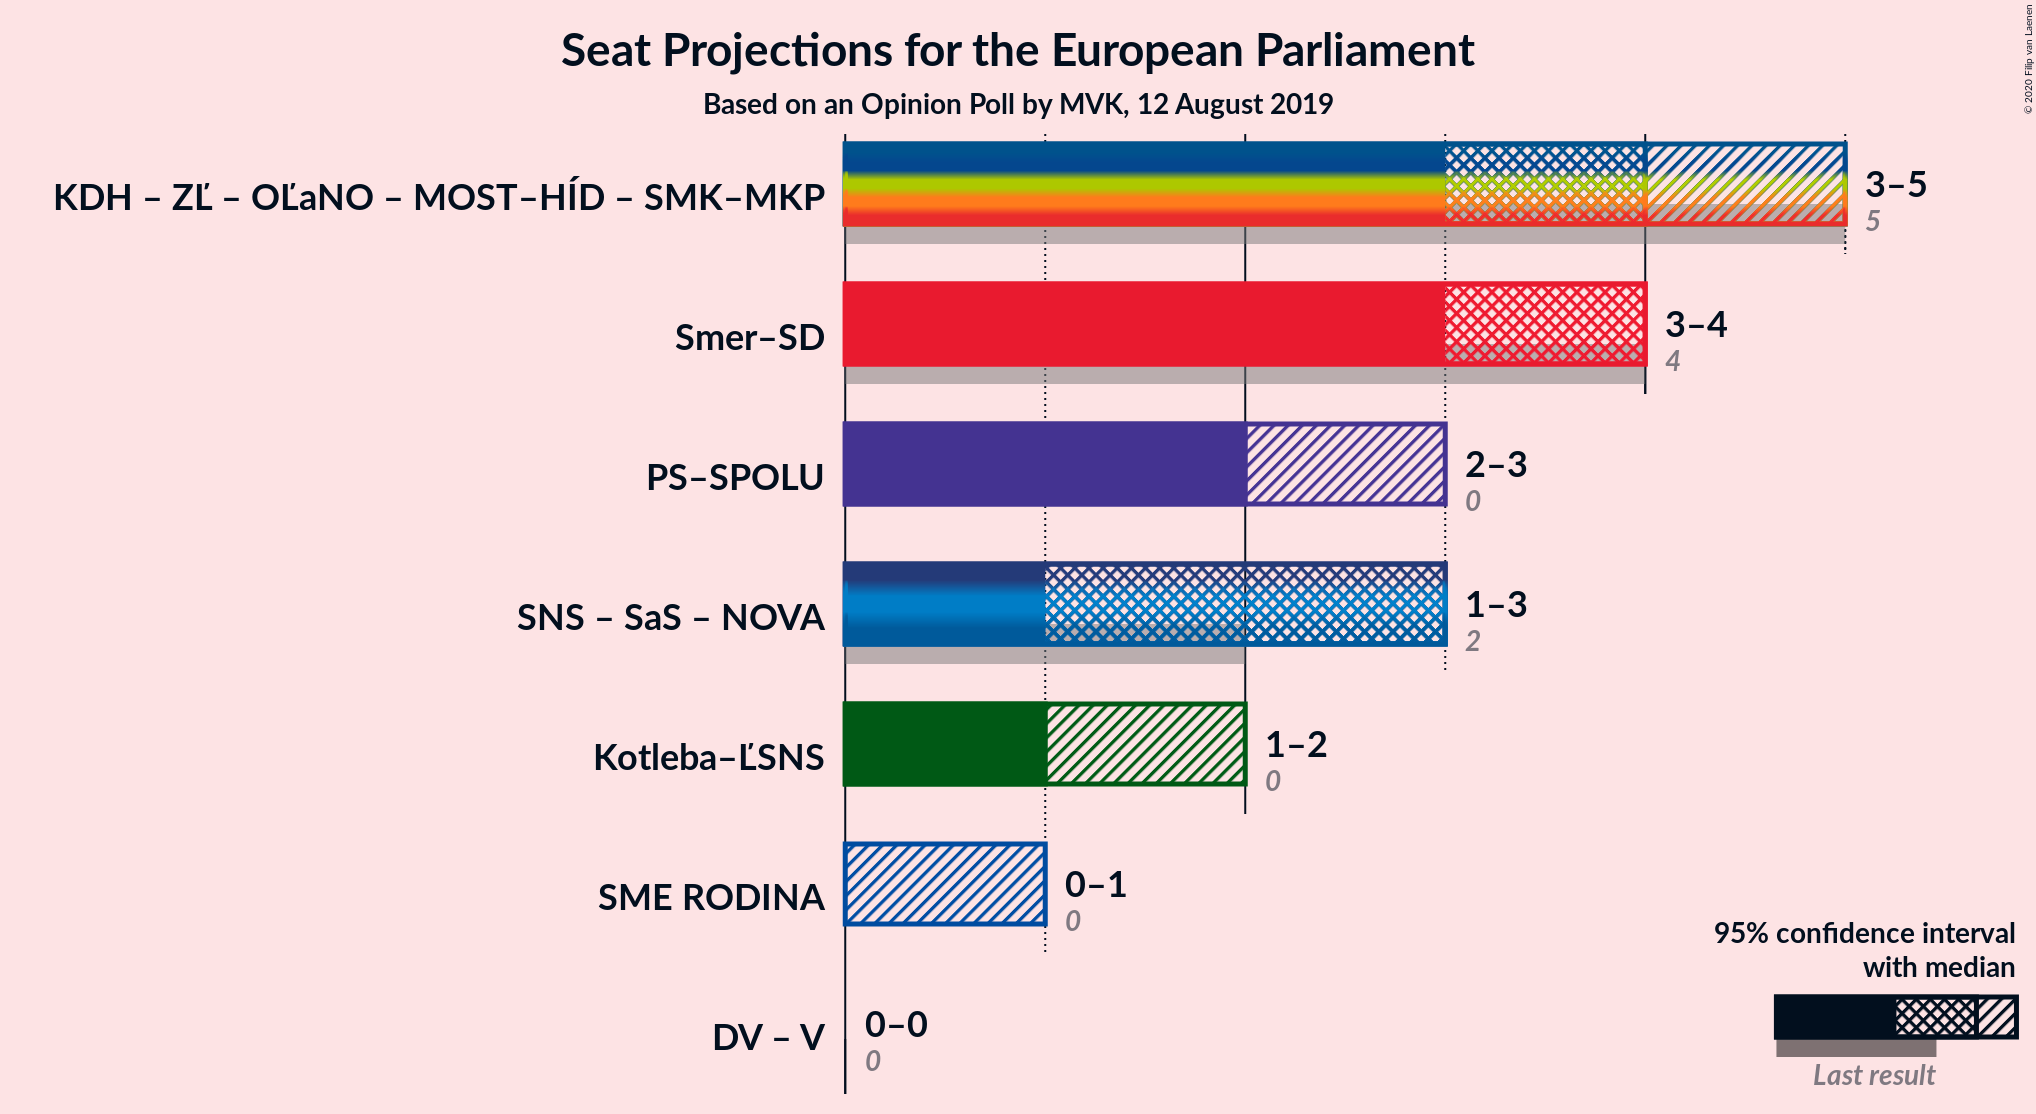 Seat Projections for the European Parliament
Based on an Opinion Poll by MVK, 12 August 2019
© 2020 Filip van Laenen
KDH – ZĽ – OĽaNO – MOST–HÍD – SMK–MKP
3–5
5
Smer–SD
3–4
4
PS–SPOLU
2–3
0
SNS – SaS – NOVA
1–3
2
Kotleba–ĽSNS
1–2
0
SME RODINA
0–1
0
DV – V
0–0
0
95% confidence interval
with median
Last result